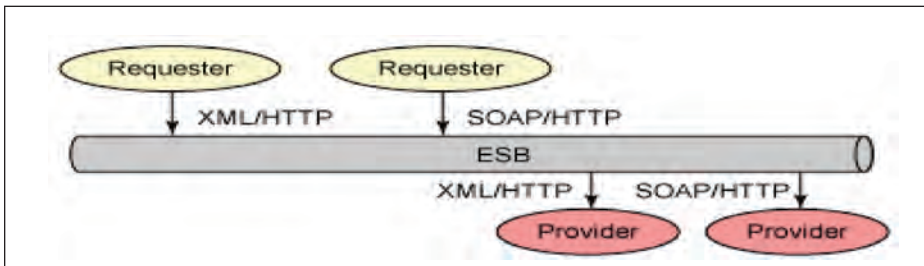 Requester Requester
XML/HTTP SOAP/HTTP
ESB
XML/HTTP SOAP/HTTP
Provider Provider